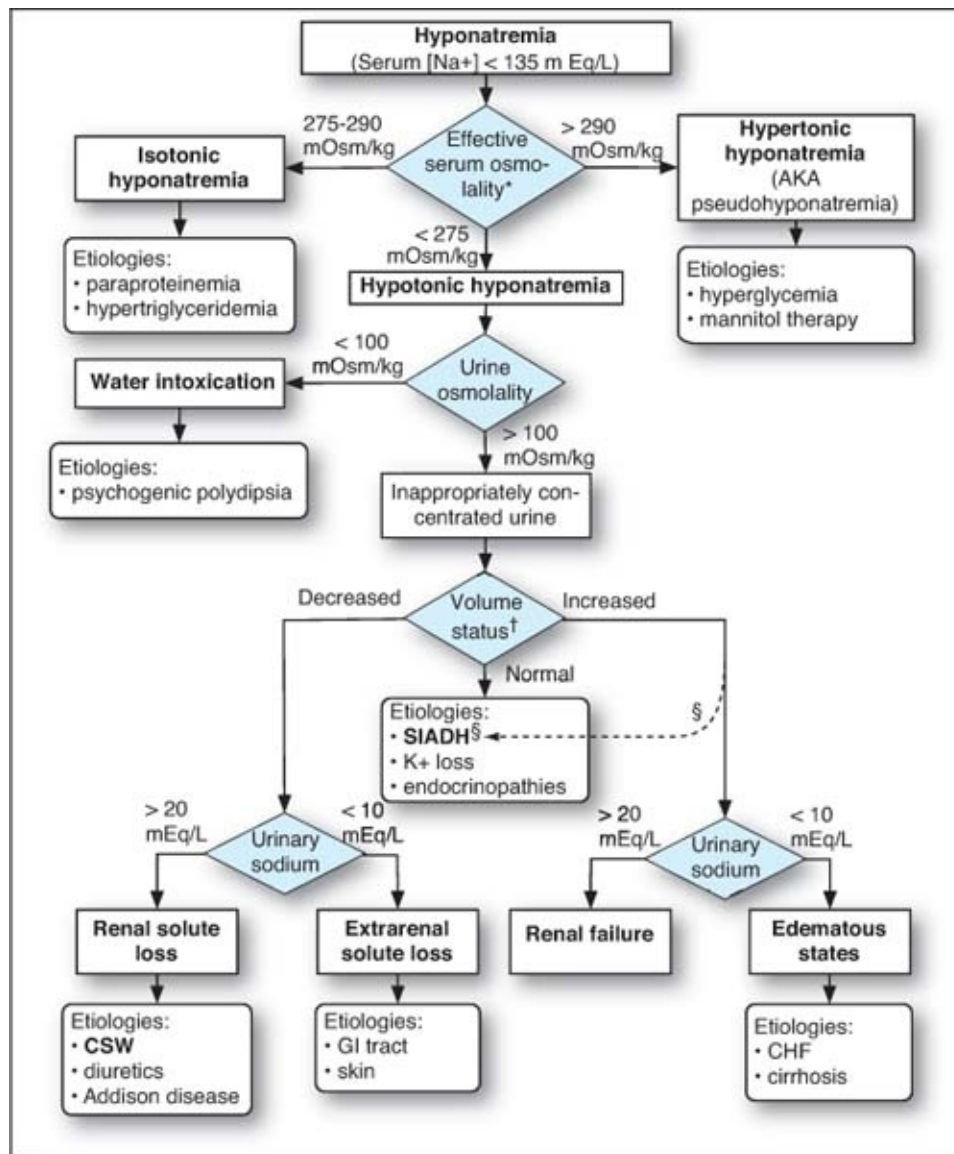 Hyponatremia
(Serum [Na+] < 135 m Eq/L)
275-290
mOsm/kg
Effective
serum osmo-
lality*
> 290
mOsm/kg
Isotonic
hyponatremia
Hypertonic
hyponatremia
(AKA
pseudohyponatremia)
Etiologies:
• paraproteinemia
• hypertriglyceridemia
< 275
mOsm/kg
Etiologies:
• hyperglycemia
• mannitol therapy
Hypotonic hyponatremia
< 100
mOsm/kg
Urine
osmolality
Water intoxication
Etiologies:
• psychogenic polydipsia
> 100
mOsm/kg
Inappropriately con-
centrated urine
Decreased
Volume
status†
Increased
Normal
Etiologies:
• SIADH§
• K+ loss
• endocrinopathies
§
> 20
mEq/L
Urinary
sodium
< 10
mEq/L
> 20
mEq/L
Urinary
sodium
< 10
mEq/L
Renal solute
loss
Extrarenal
solute loss
Renal failure
Edematous
states
Etiologies:
• CSW
• diuretics
• Addison disease
Etiologies:
• GI tract
• skin
Etiologies:
• CHF
• cirrhosis